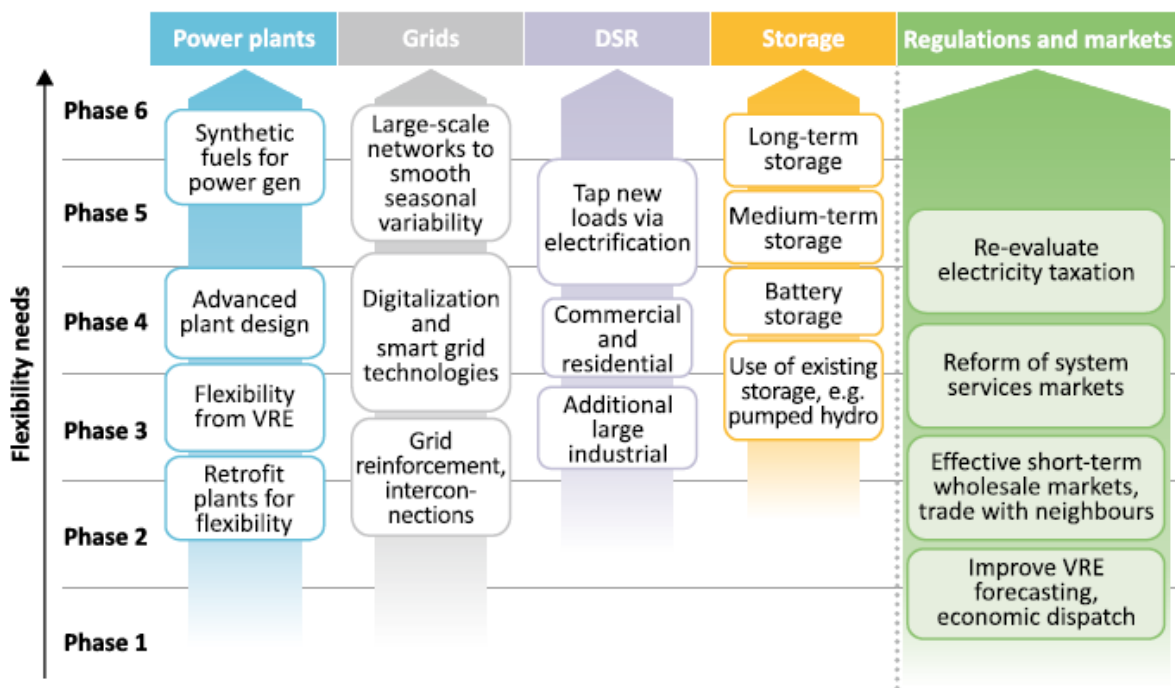 Power plants
Grids
DSR
Storage
Regulations and markets
Flexibility needs
Phase 6
Phase 5
Phase 4
Phase 3
Phase 2
Phase 1
Synthetic
fuels for
power gen
Advanced
plant design
Flexibility
from VRE
Retrofit
plants for
flexibility
Large-scale
networks to
smooth
seasonal
variability
Digitalization
and
smart grid
technologies
Grid
reinforcement,
intercon-
nections
Tap new
loads via
electrification
Commercial
and
residential
Additional
large
industrial
Long-term
storage
Medium-term
storage
Battery
storage
Use of existing
storage, e.g.
pumped hydro
Re-evaluate
electricity taxation
Reform of system
services markets
Effective short-term
wholesale markets,
trade with neighbours
Improve VRE
forecasting,
economic dispatch